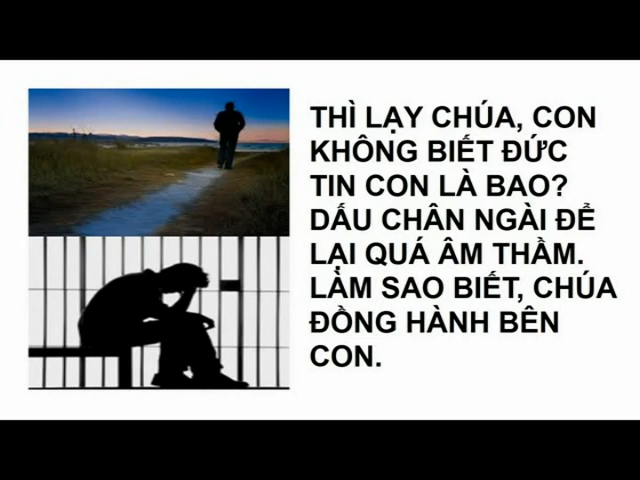 THÌ LẠY CHÚA, CON
KHÔNG BIẾT ĐỨC
TIN CON LÀ BAO?
DẤU CHÂN NGÀI ĐỂ
LẠI QUÁ ÂM THẦM.
LÀM SAO BIẾT, CHÚA
ĐỒNG HÀNH BÊN
CON.